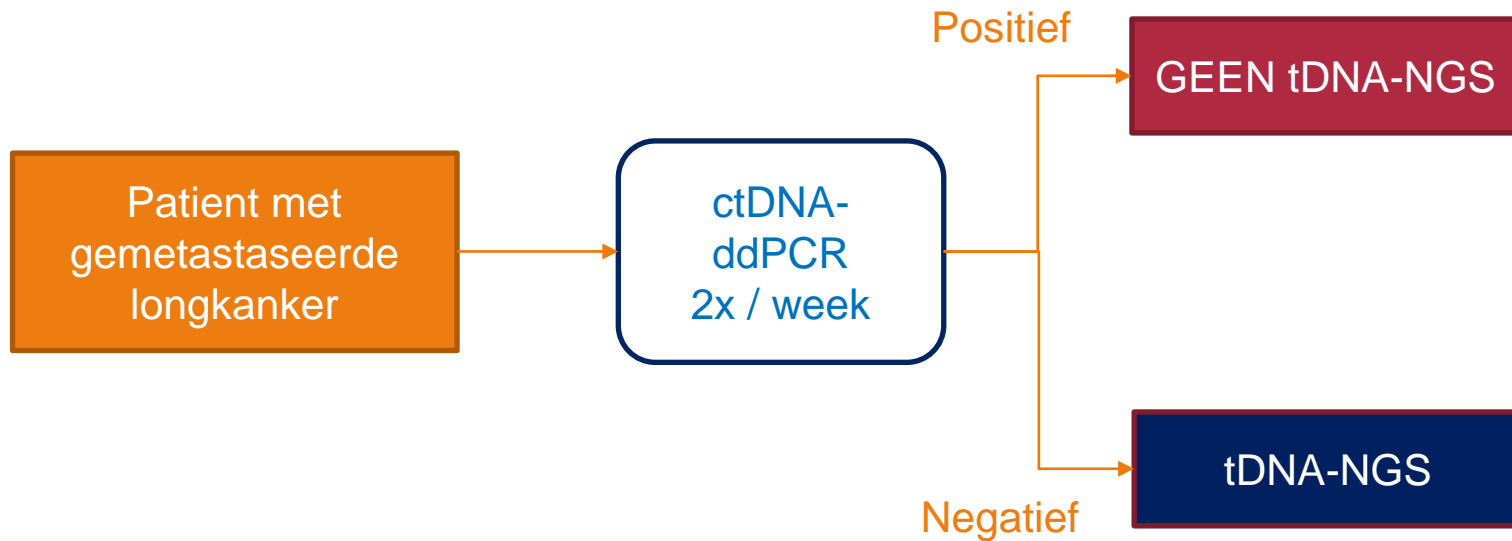 Positief
GEEN tDNA-NGS
Patient met
gemetastaseerde
longkanker
ctDNA-
ddPCR
2x / week
tDNA-NGS
Negatief